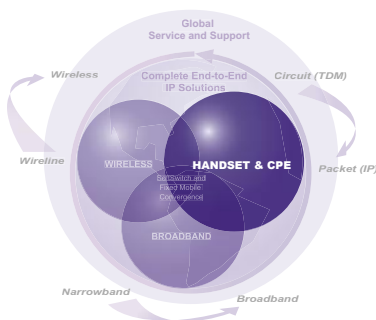 Global
Service and Support
Wireless
Complete End-to-End
IP Solutions
Circuit (TDM)
Wireline
WIRELESS
HANDSET & CPE
Packet (IP)
Softswitch and
Fixed Mobile
Convergence
BROADBAND
Narrowband
Broadband